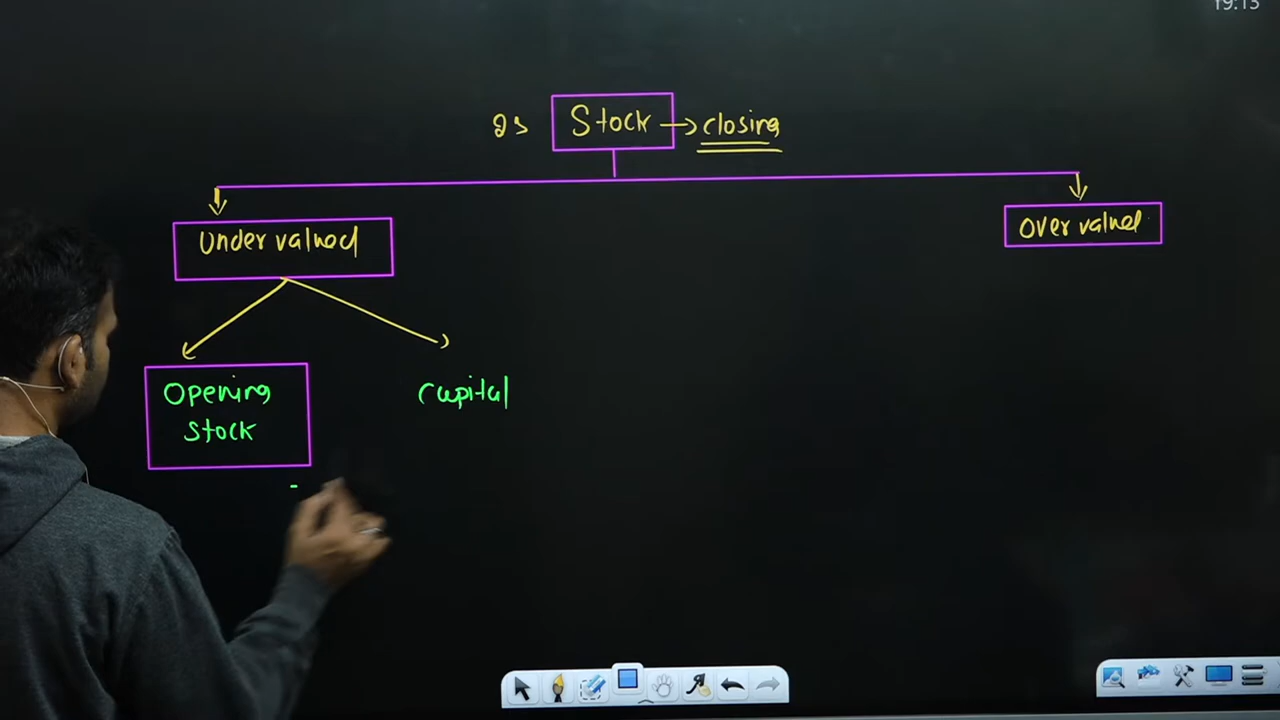 19:13
Stock → closing
Under valued
Over valued
Opening
Stock
Capital